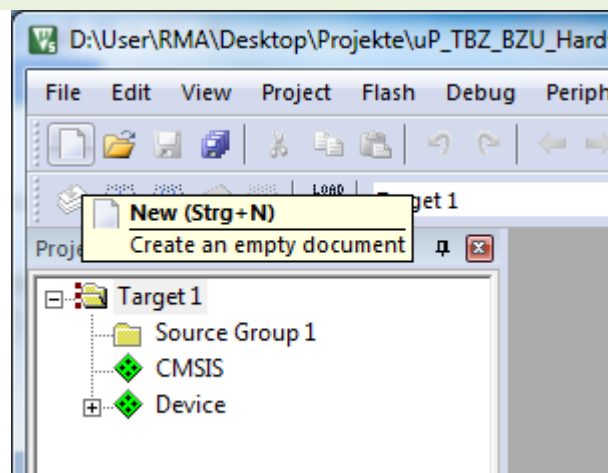 D:\User\RMA\Desktop\Projekte\uP_TBZ_BZU_Hard
File Edit View Project Flash Debug Periph
LOAD
get 1
New (Strg+N)
Create an empty document
Proje
Target 1
Source Group 1
CMSIS
Device